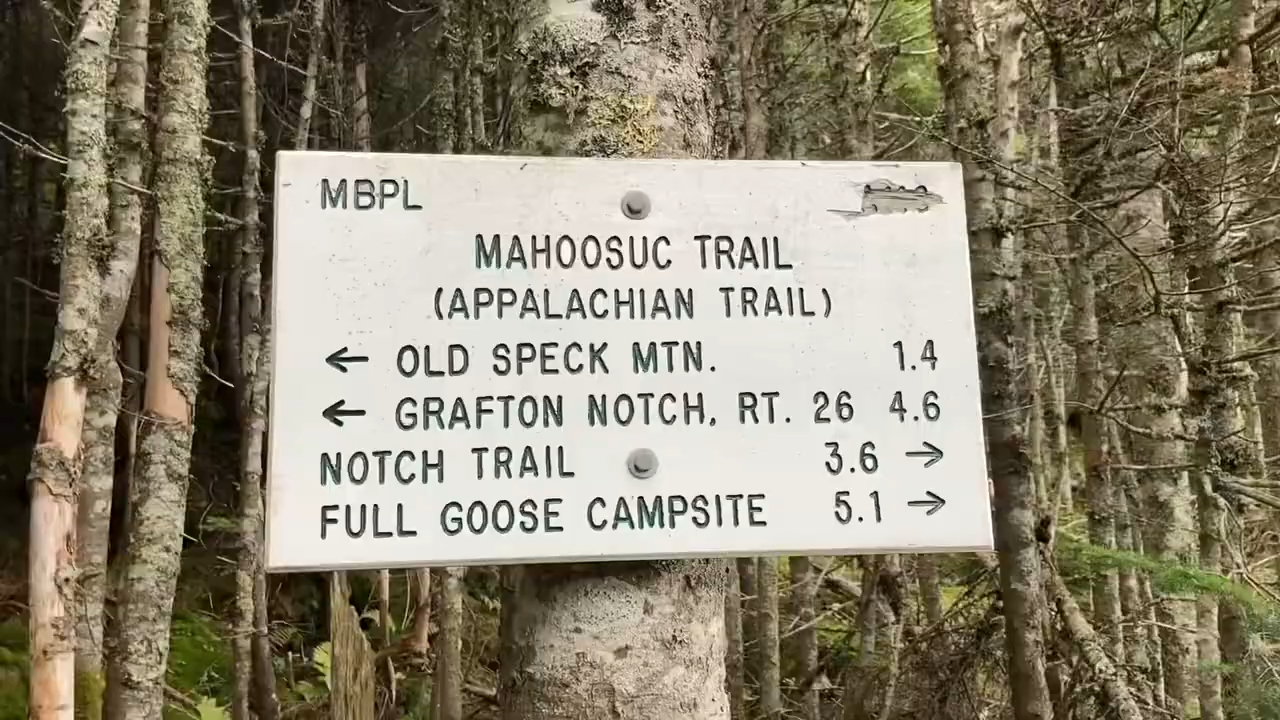 MBPL
MAHOOSUC TRAIL
(APPALACHIAN TRAIL)
← OLD SPECK MTN. 1.4
← GRAFTON NOTCH, RT. 26 4.6
NOTCH TRAIL 3.6 →
FULL GOOSE CAMPSITE 5.1 →